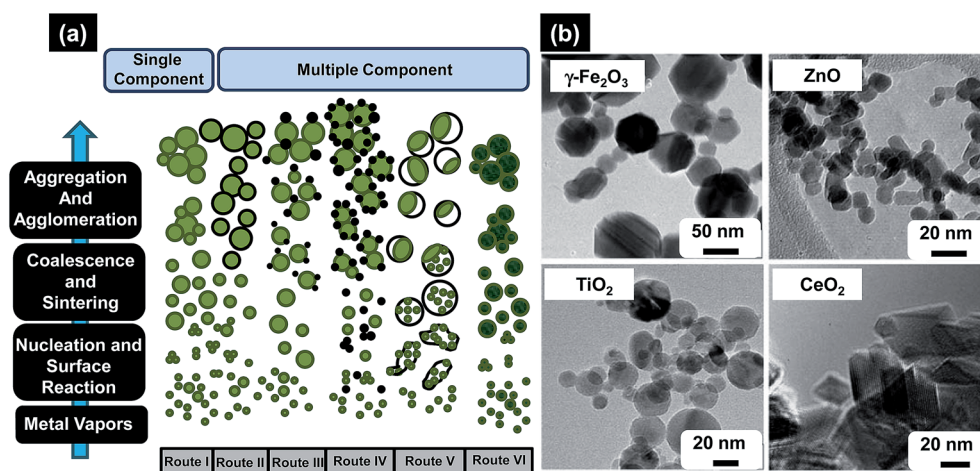 (a)
Single
Component
Multiple Component
Aggregation
And
Agglomeration
Coalescence
and
Sintering
Nucleation and
Surface
Reaction
Metal Vapors
Route I
Route II
Route III
Route IV
Route V
Route VI
(b)
γ-Fe₂O₃
50 nm
ZnO
20 nm
TiO₂
20 nm
CeO₂
20 nm